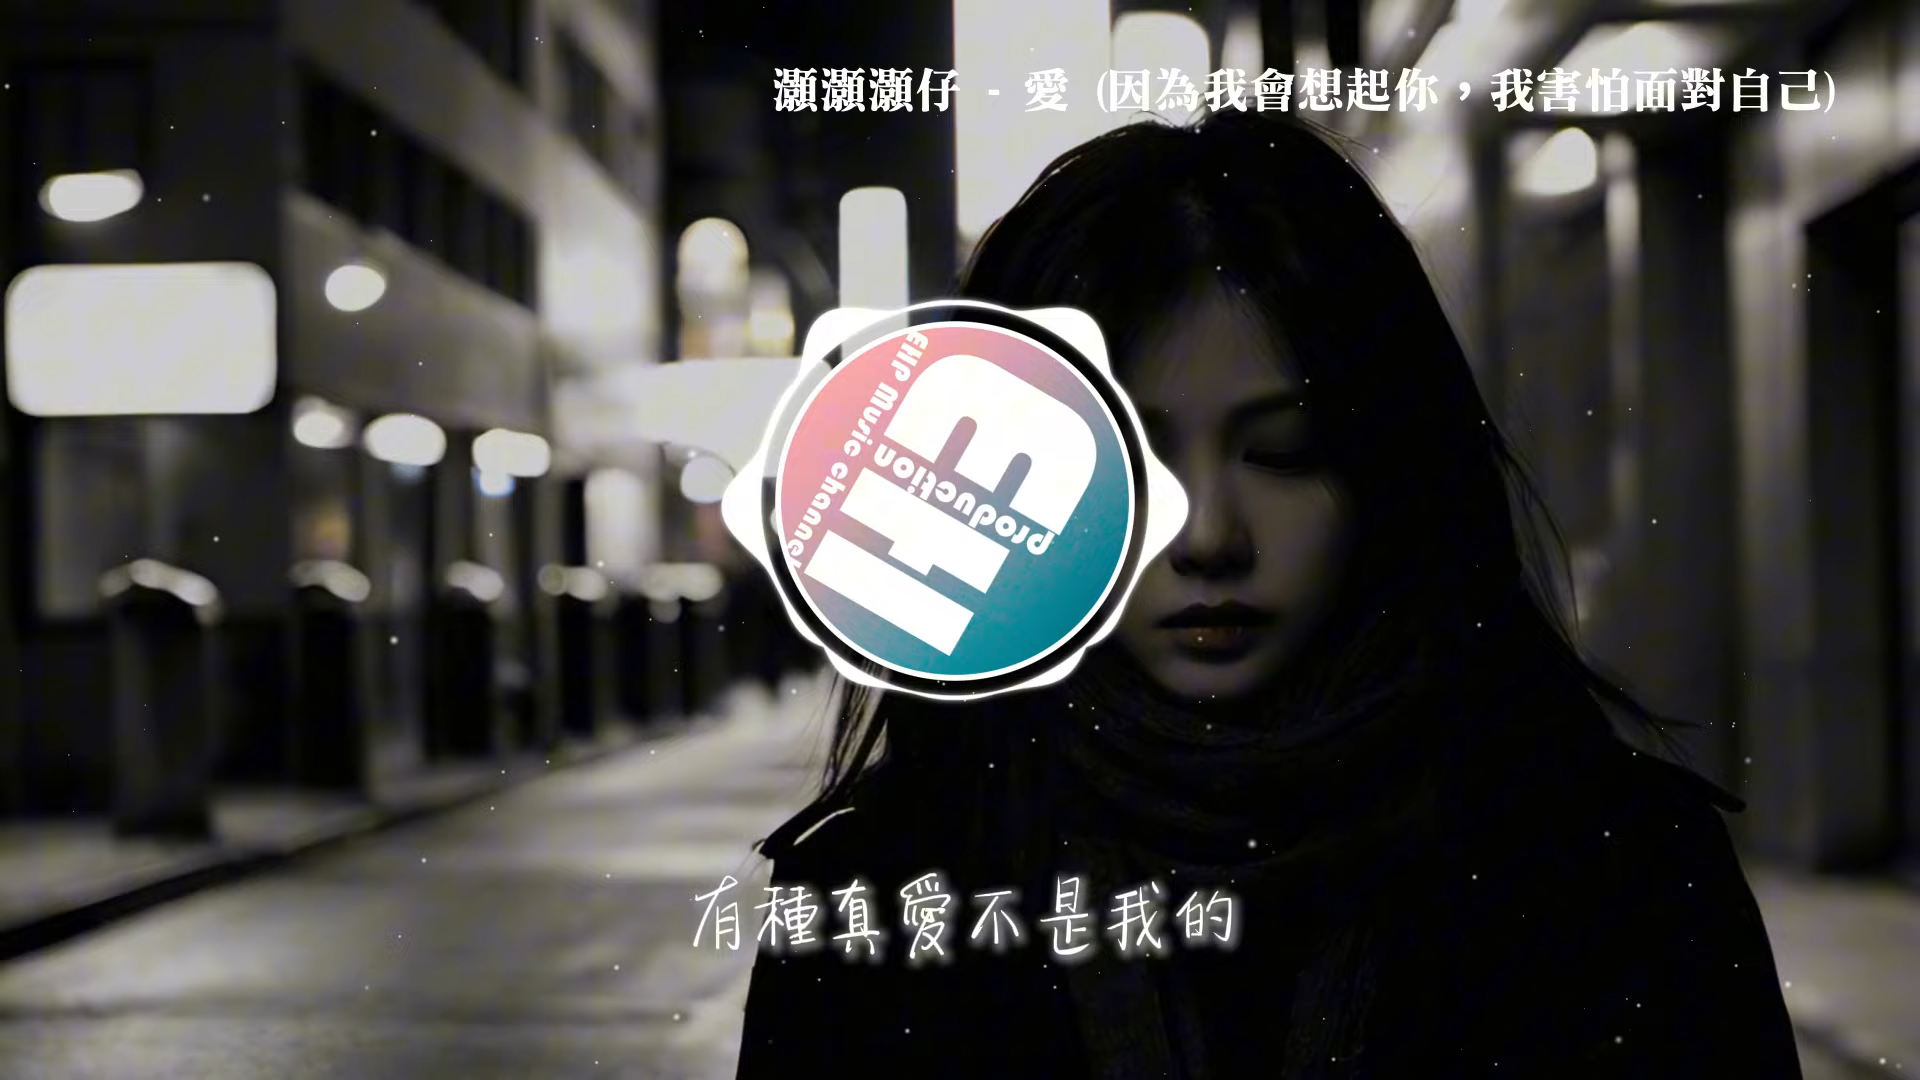 灝灝灝仔 - 愛 (因為我會想起你，我害怕面對自己)
EHP Music channel
production
有種真愛不是我的